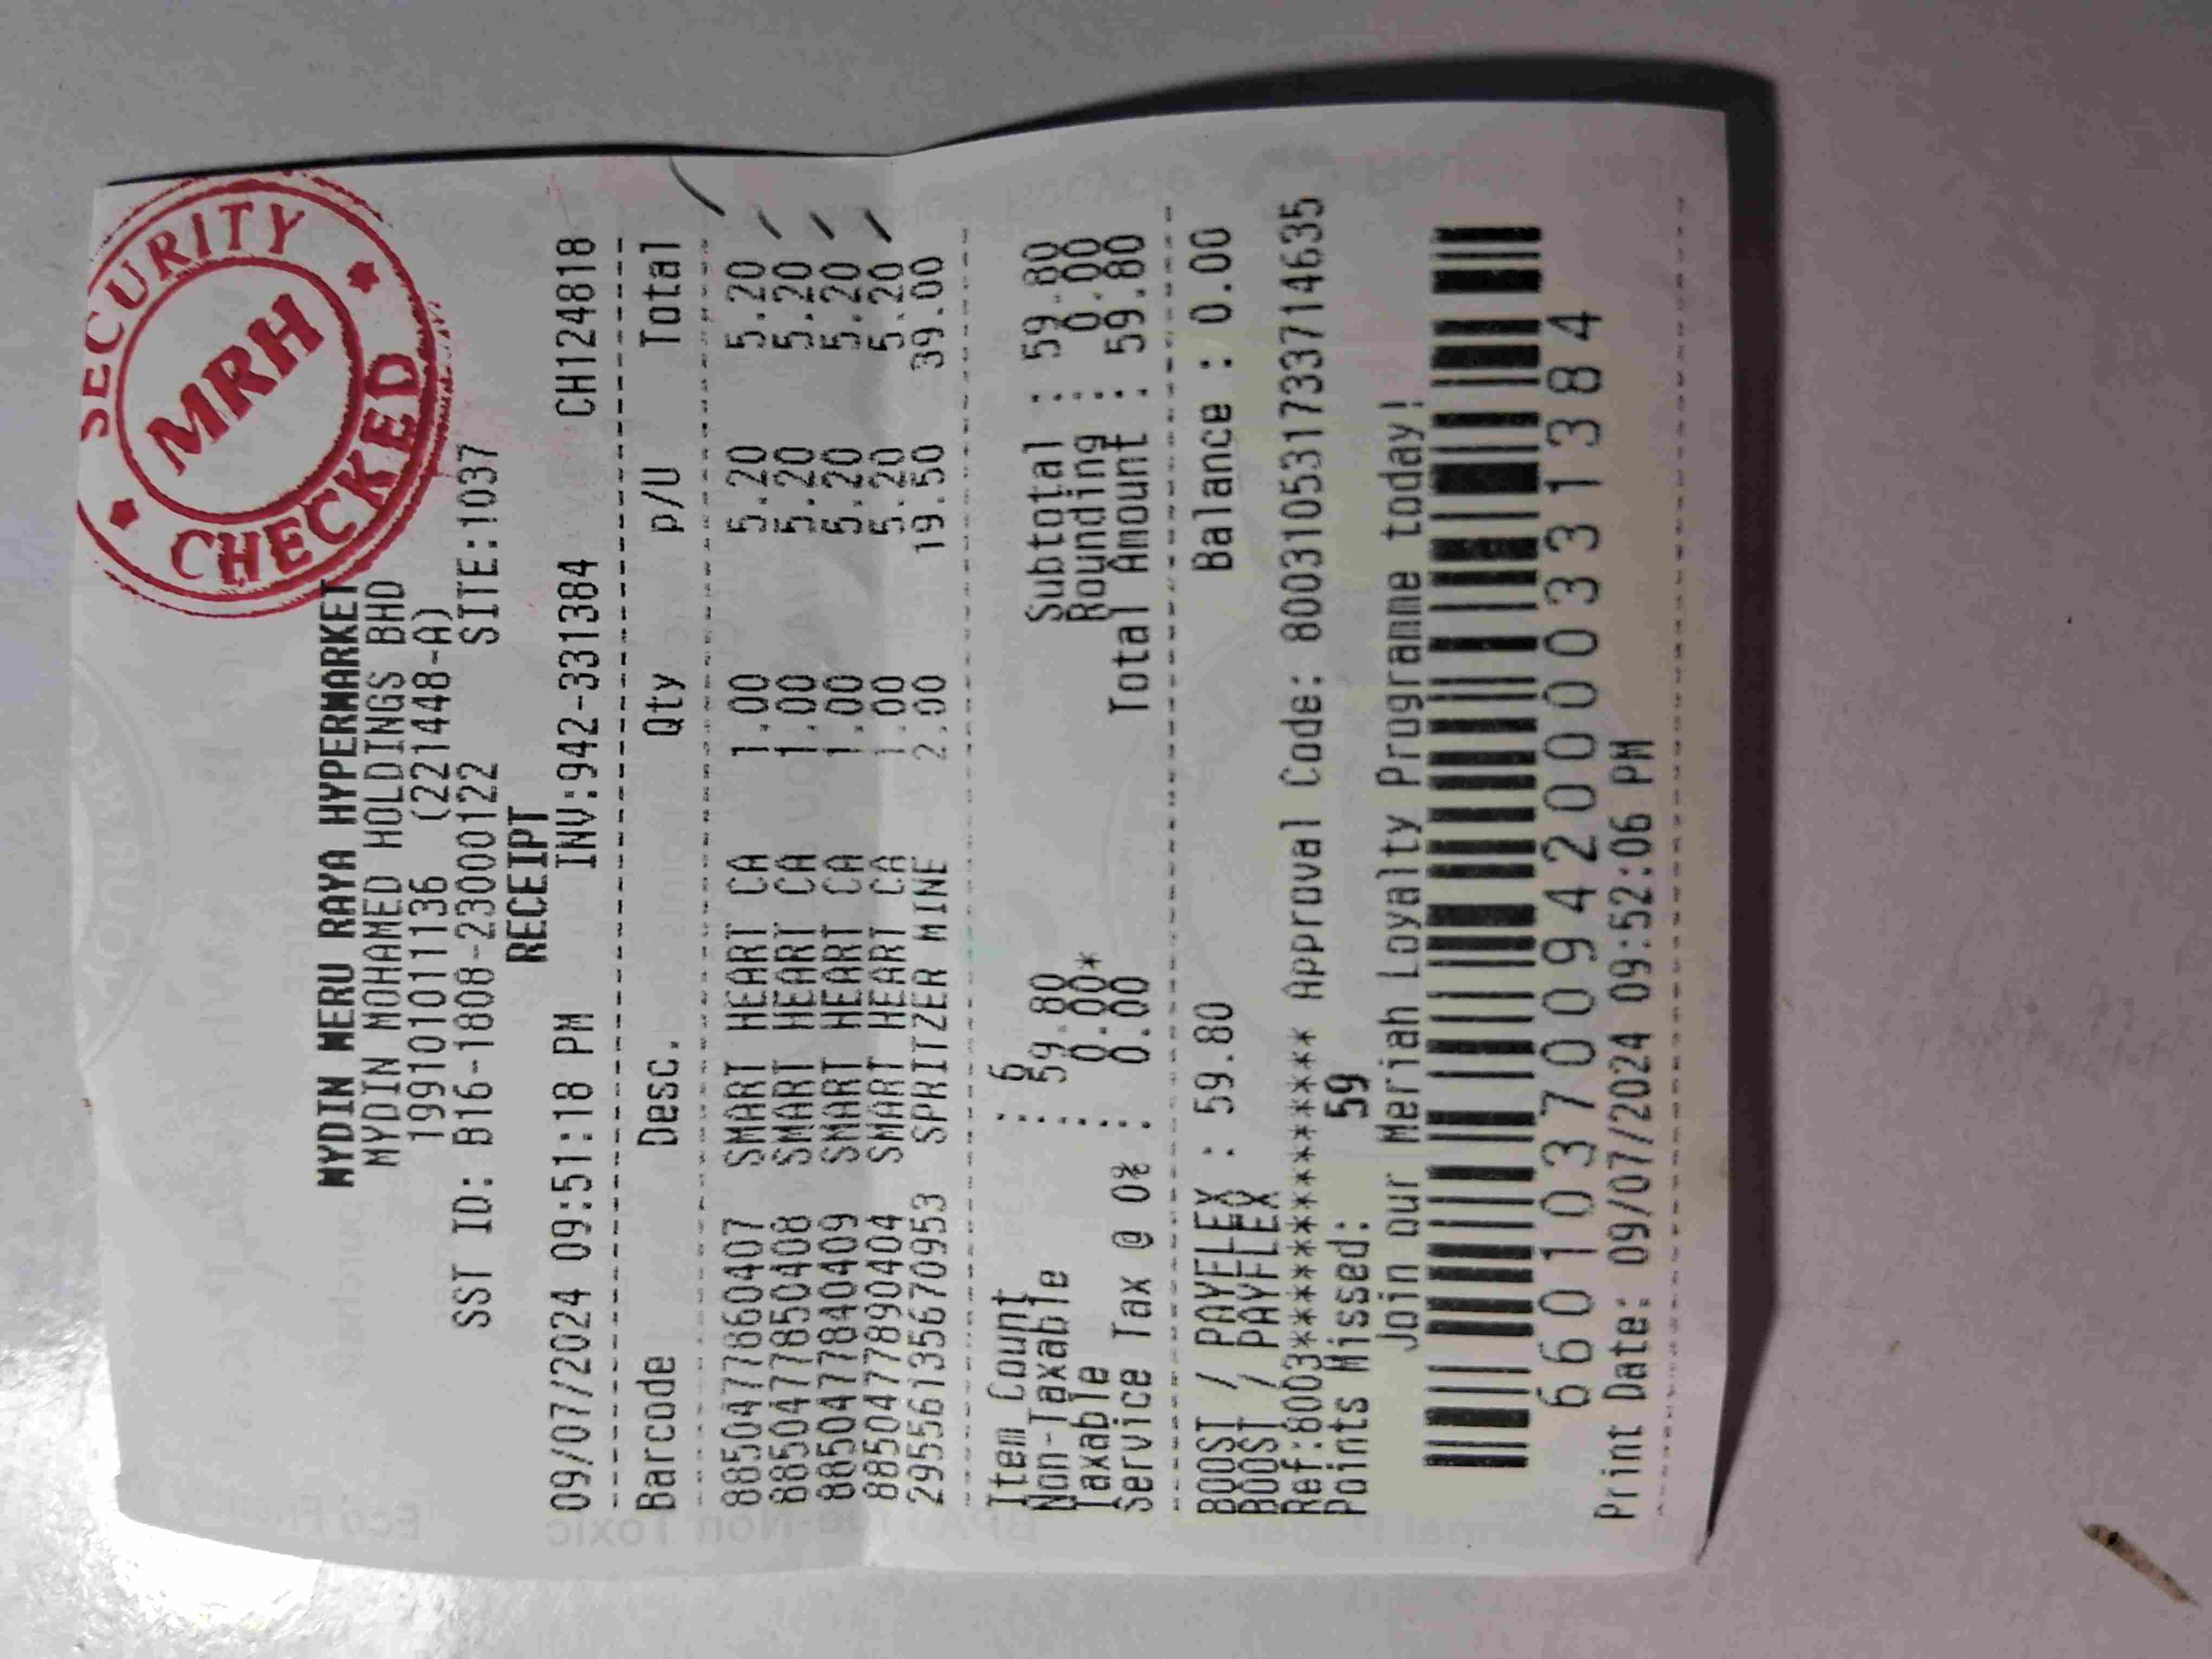 SECURITY
MRH
CHECKED
MYDIN MERU RAYA HYPERMARKET
MYDIN MOHAMED HOLDINGS BHD
199101011136 (221448-A)
SST ID: B16-1808-23000122 SITE:1037
RECEIPT
09/07/2024 09:51:18 PM INV:942-331384 CH124818
Barcode Desc. Qty p/U Total
8850477860407 SMART HEART CA 1.00 5.20 5.20
8850477850408 SMART HEART CA 1.00 5.20 5.20
8850477840409 SMART HEART CA 1.00 5.20 5.20
8850477890404 SMART HEART CA 1.00 5.20 5.20
295556135670953 SPRITZER MINE 2.00 19.50 39.00
Item Count : 6
Non-Taxable : 59.80 Subtotal : 59.80
Taxable : 0.00* Rounding : 0.00
Service Tax @ 0% : 0.00 Total Amount : 59.80
BOOST / PAYFLEX : 59.80 Balance : 0.00
BOOST / PAYFLEX
Ref:8003**************** Approval Code: 800310531733714635
Points Missed: 59
Join our Meriah Loyalty Programme today!
6601037009420000331384
Print Date: 09/07/2024 09:52:06 PM